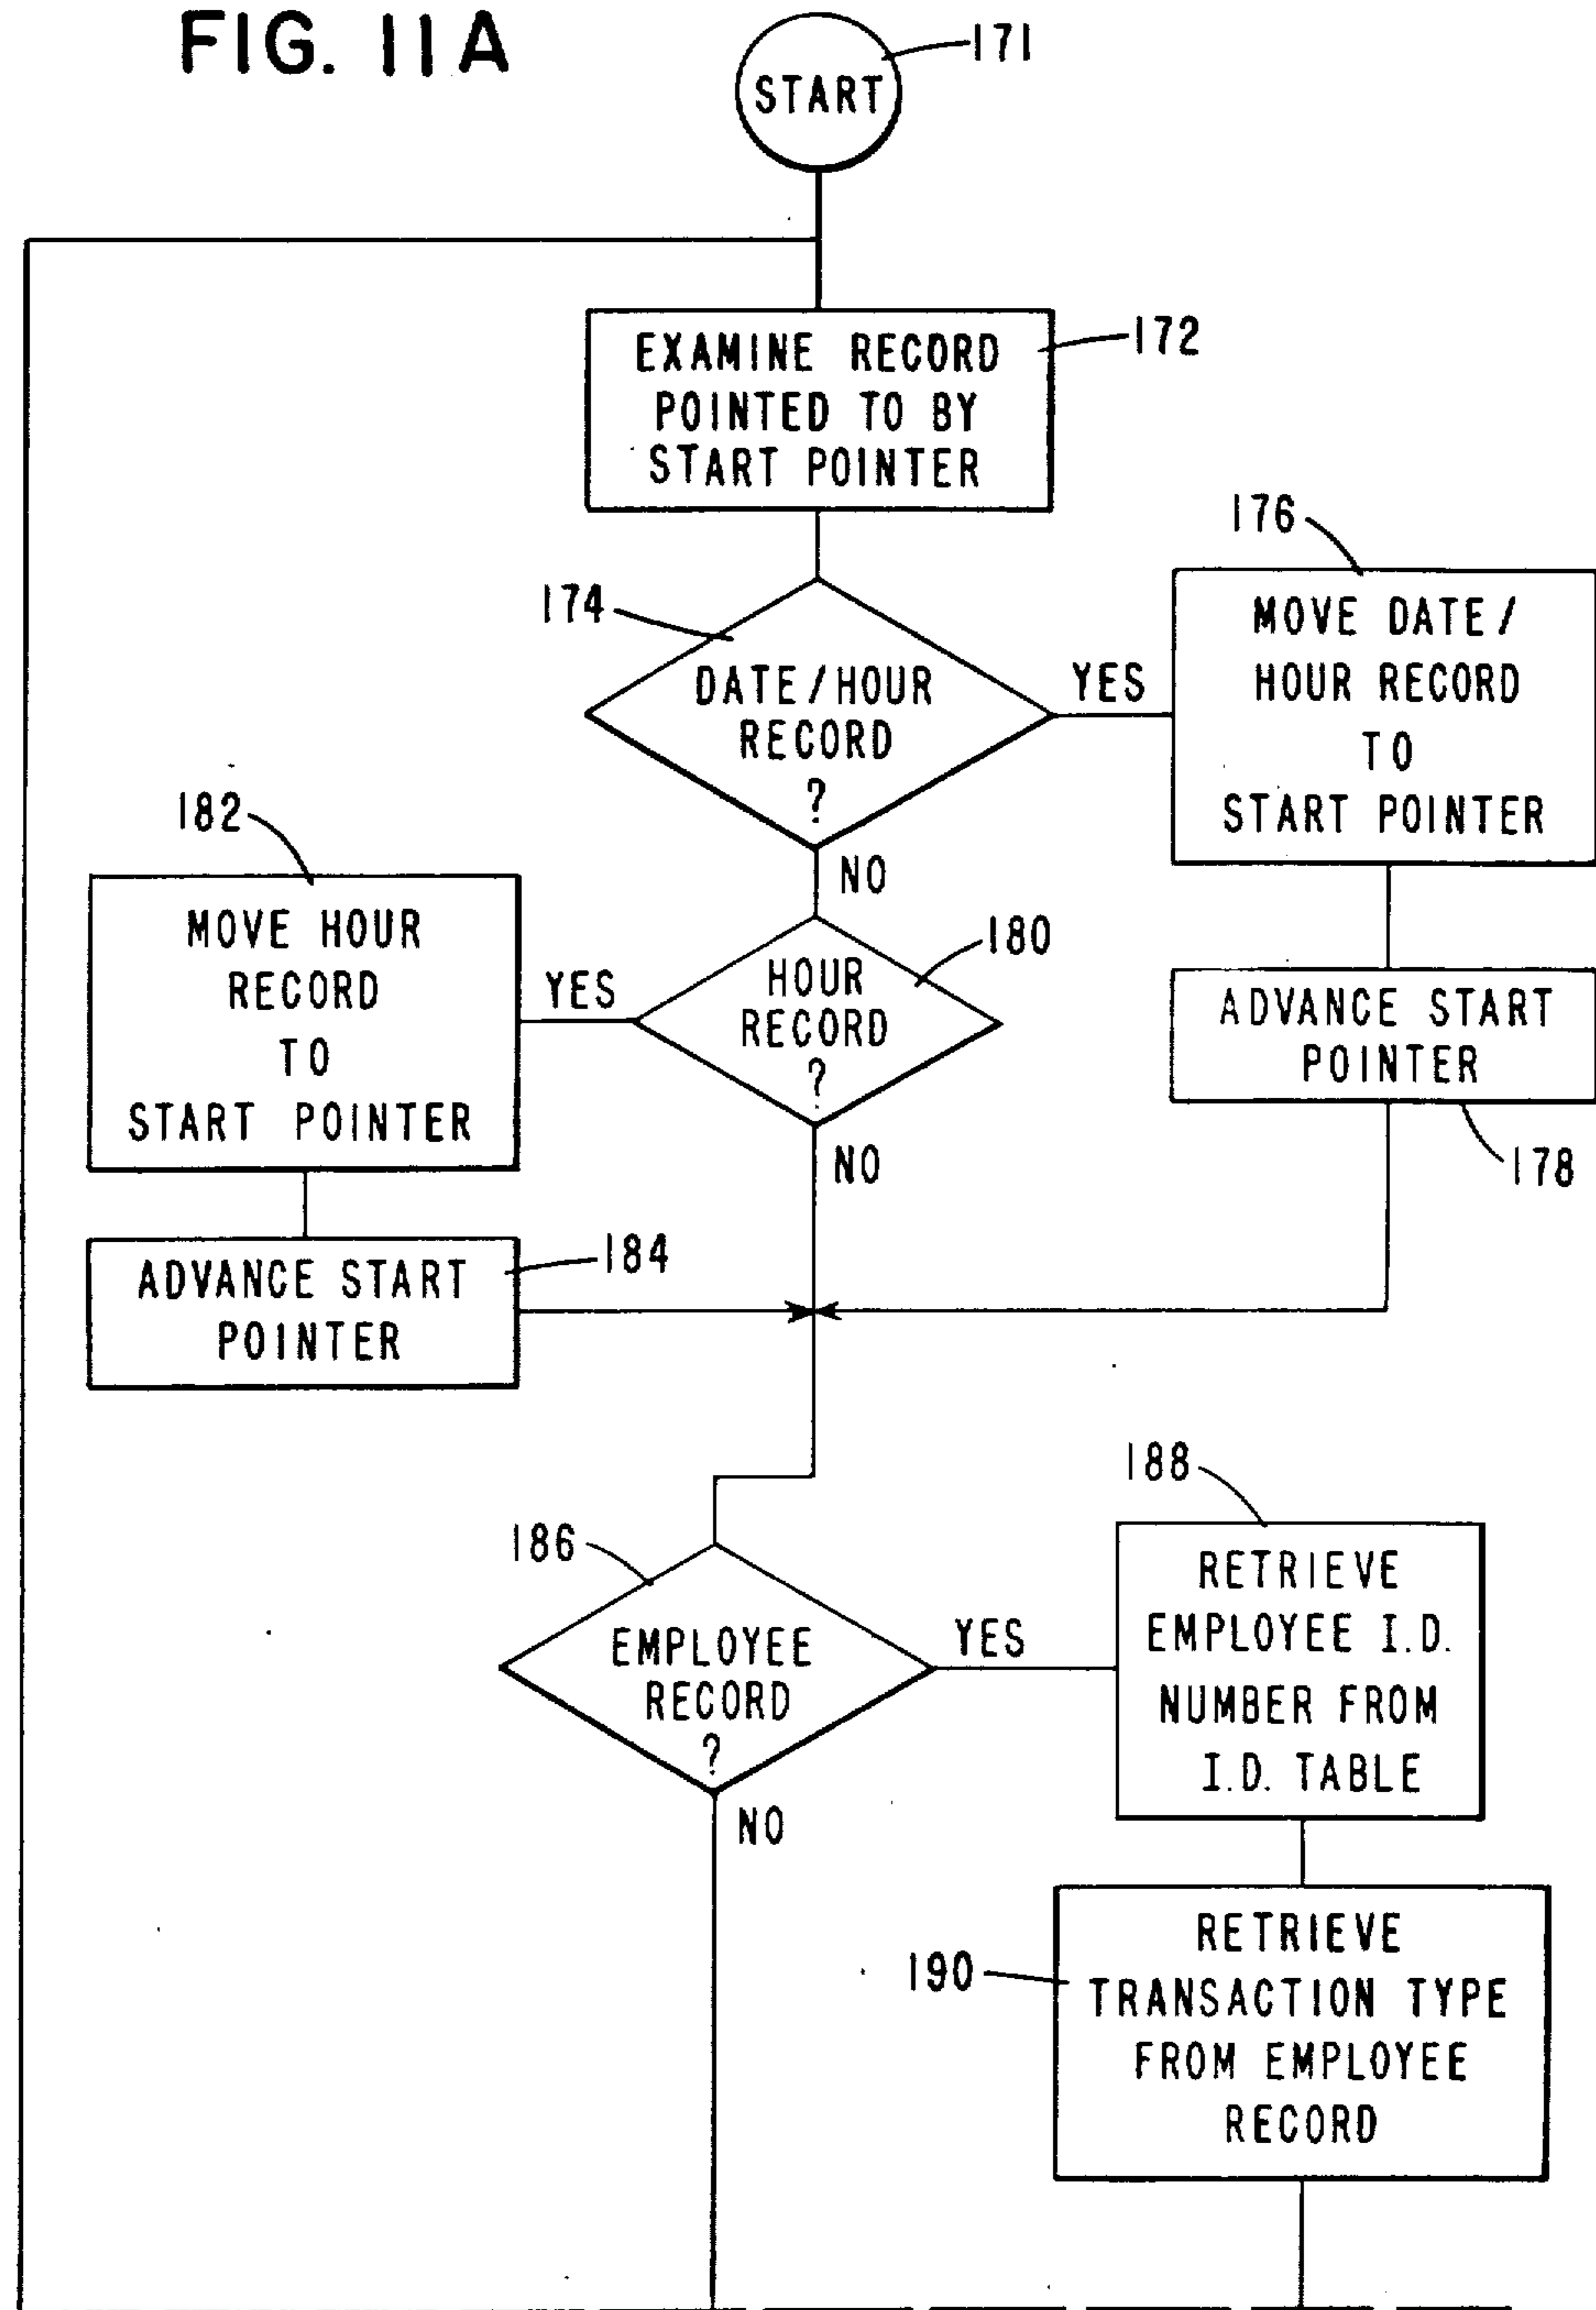 FIG. 11A
START
171
EXAMINE RECORD
POINTED TO BY
START POINTER
172
174
DATE/HOUR
RECORD
?
YES
NO
176
MOVE DATE/
HOUR RECORD
TO
START POINTER
ADVANCE START
POINTER
178
180
HOUR
RECORD
?
YES
NO
182
MOVE HOUR
RECORD
TO
START POINTER
ADVANCE START
POINTER
184
186
EMPLOYEE
RECORD
?
YES
NO
188
RETRIEVE
EMPLOYEE I.D.
NUMBER FROM
I.D. TABLE
190
RETRIEVE
TRANSACTION TYPE
FROM EMPLOYEE
RECORD